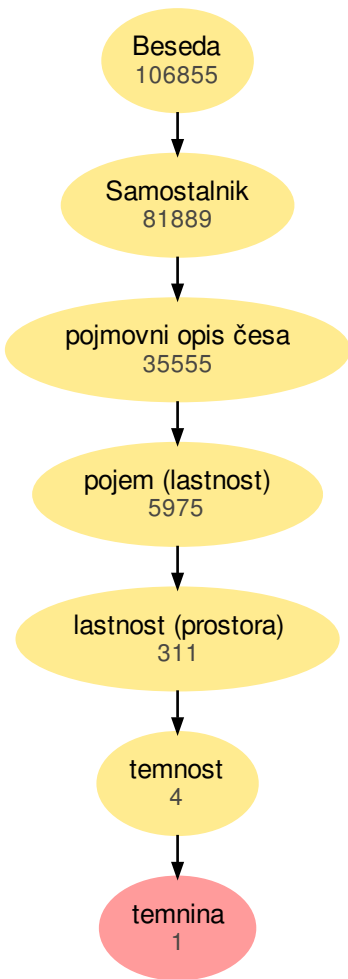 Beseda
106855
Samostalnik
81889
pojmovni opis česa
35555
pojem (lastnost)
5975
lastnost (prostora)
311
temnost
4
temnina
1